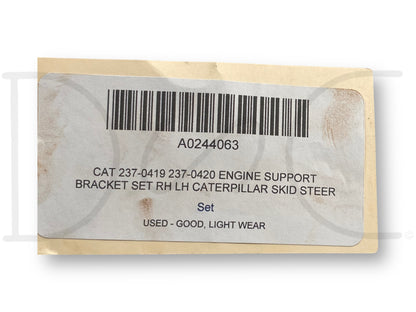 A0244063
CAT 237-0419 237-0420 ENGINE SUPPORT
BRACKET SET RH LH CATERPILLAR SKID STEER
Set
USED - GOOD, LIGHT WEAR